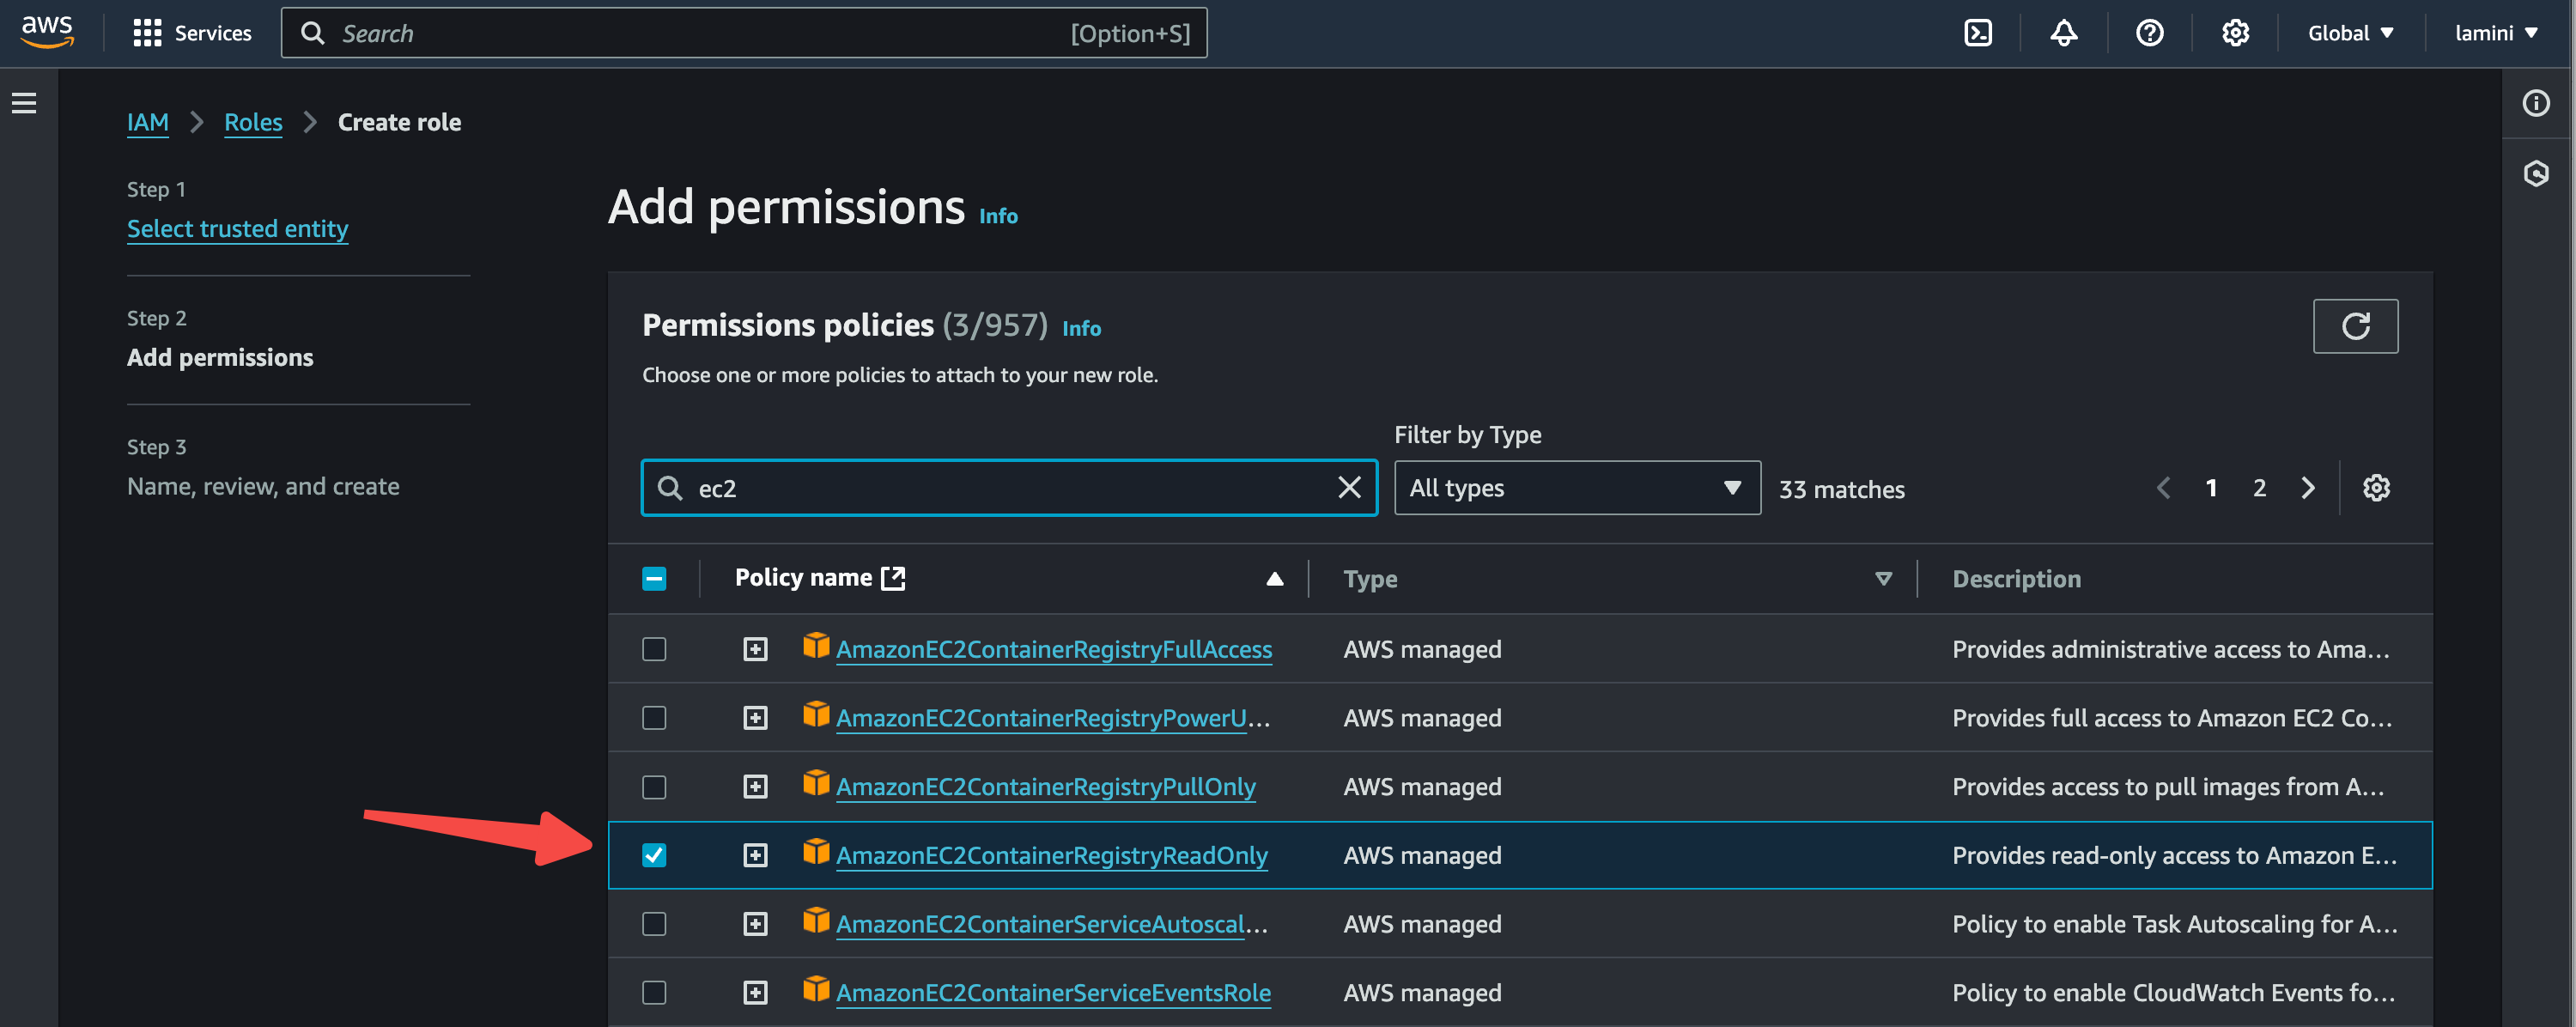 aws Services Search [Option+S] Global lamini
IAM Roles Create role
Step 1
Select trusted entity
Step 2
Add permissions
Step 3
Name, review, and create
Add permissions Info
Permissions policies (3/957) Info
Choose one or more policies to attach to your new role.
Filter by Type
ec2 All types 33 matches 1 2
Policy name Type Description
AmazonEC2ContainerRegistryFullAccess AWS managed Provides administrative access to Ama...
AmazonEC2ContainerRegistryPowerU... AWS managed Provides full access to Amazon EC2 Co...
AmazonEC2ContainerRegistryPullOnly AWS managed Provides access to pull images from A...
AmazonEC2ContainerRegistryReadOnly AWS managed Provides read-only access to Amazon E...
AmazonEC2ContainerServiceAutoscal... AWS managed Policy to enable Task Autoscaling for A...
AmazonEC2ContainerServiceEventsRole AWS managed Policy to enable CloudWatch Events fo...